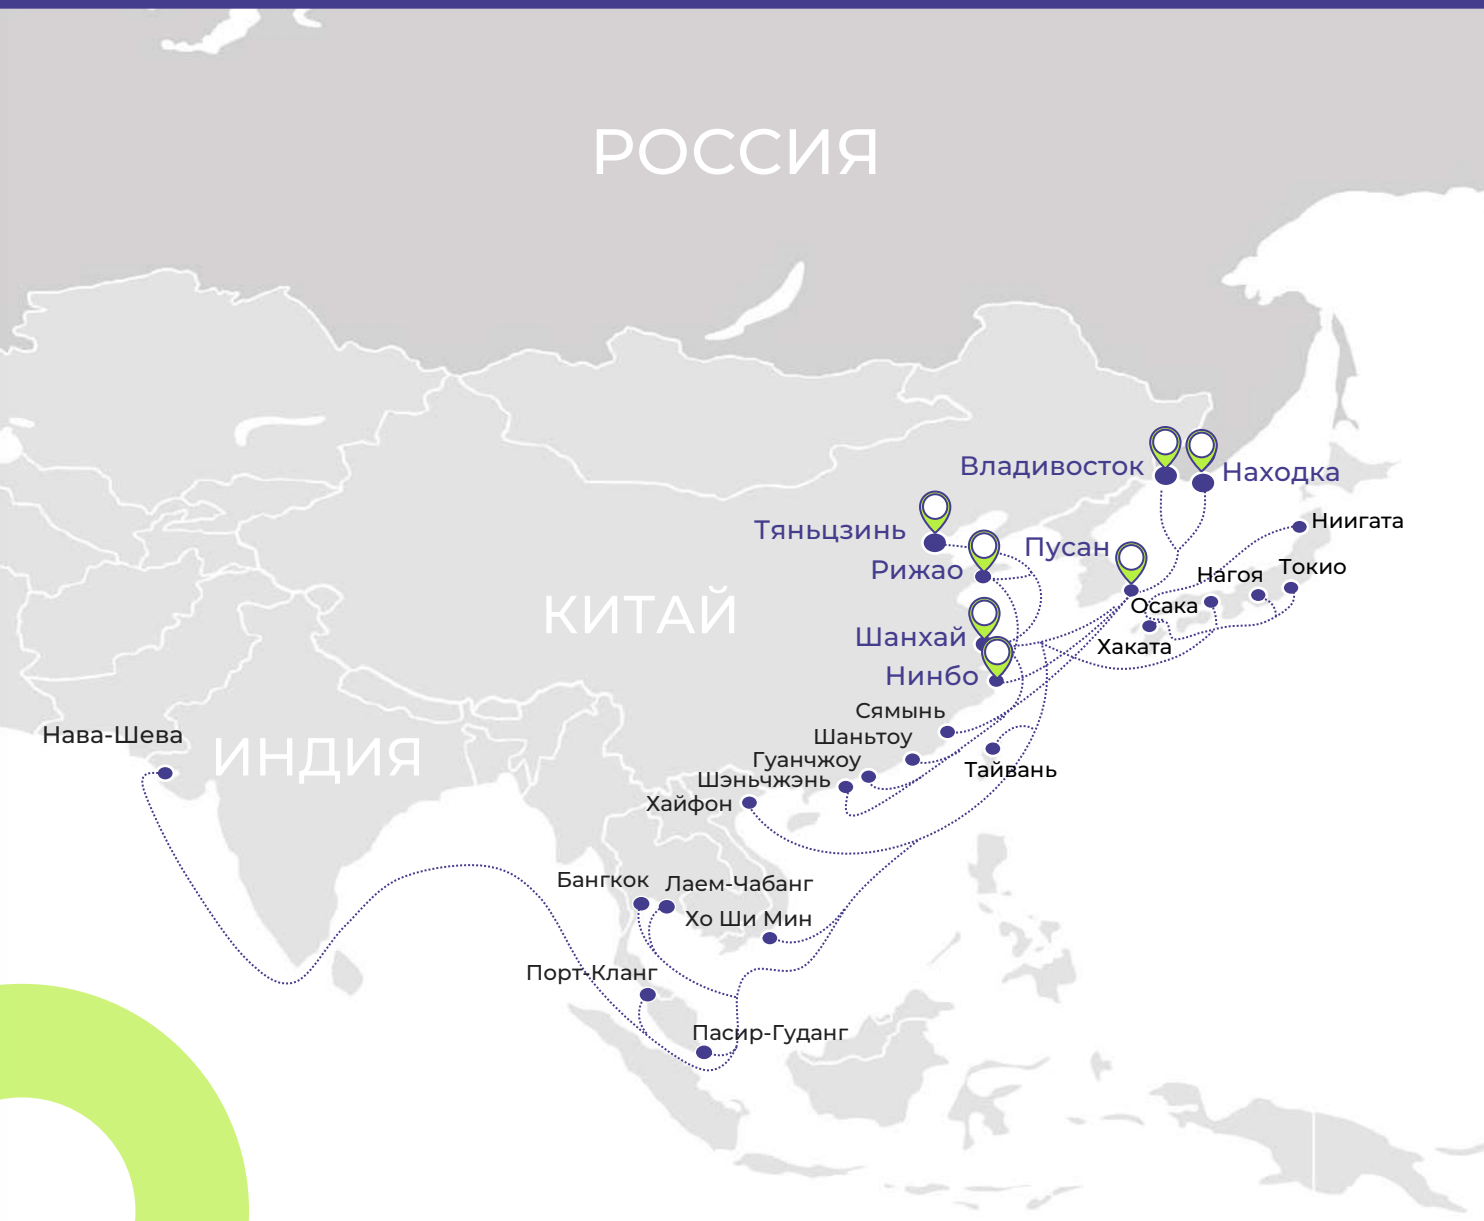 РОССИЯ
Владивосток
Находка
Ниигата
Тяньцзинь
Пусан
Рижао
Нагоя
Токио
Осака
КИТАЙ
Шанхай
Хаката
Нинбо
Сямынь
Нава-Шева
Шаньтоу
ИНДИЯ
Гуанчжоу
Тайвань
Шэньчжэнь
Хайфон
Бангкок
Лаем-Чабанг
Хо Ши Мин
Порт-Кланг
Пасир-Гуданг